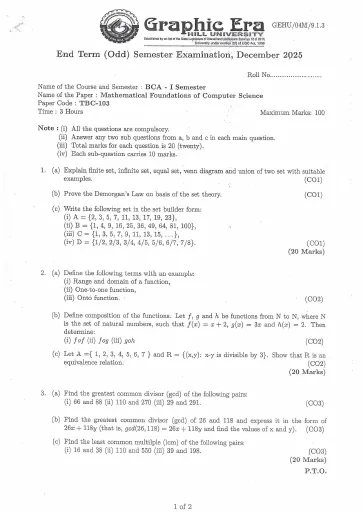 Graphic Era
HILL UNIVERSITY
GEHU/04M/9.1.3
End Term (Odd) Semester Examination, December 2025
Roll No..........................
Name of the Course and Semester : BCA - I Semester
Name of the Paper : Mathematical Foundations of Computer Science
Paper Code : TBC-103
Time : 3 Hours Maximum Marks: 100
Note : (i) All the questions are compulsory.
(ii) Answer any two sub questions from a, b and c in each main question.
(iii) Total marks for each question is 20 (twenty).
(iv) Each sub-question carries 10 marks.
1. (a) Explain finite set, infinite set, equal set, venn diagram and union of two set with suitable
examples. (CO1)
(b) Prove the Demorgan's Law on basis of the set theory. (CO1)
(c) Write the following set in the set builder form:
(i) A = {2, 3, 5, 7, 11, 13, 17, 19, 23},
(ii) B = {1, 4, 9, 16, 25, 36, 49, 64, 81, 100},
(iii) C = {1, 3, 5, 7, 9, 11, 13, 15, ...},
(iv) D = {1/2, 2/3, 3/4, 4/5, 5/6, 6/7, 7/8}. (CO1)
(20 Marks)
2. (a) Define the following terms with an example:
(i) Range and domain of a function,
(ii) One-to-one function,
(iii) Onto function. (CO2)
(b) Define composition of the functions. Let f, g and h be functions from N to N, where N
is the set of natural numbers, such that f(x) = x + 2, g(x) = 3x and h(x) = 2. Then
determine:
(i) fof (ii) fog (iii) goh (CO2)
(c) Let A ={ 1, 2, 3, 4, 5, 6, 7 } and R = {(x,y): x-y is divisible by 3}. Show that R is an
equivalence relation. (CO2)
(20 Marks)
3. (a) Find the greatest common divisor (gcd) of the following pairs:
(i) 66 and 88 (ii) 110 and 270 (iii) 29 and 291. (CO3)
(b) Find the greatest common divisor (gcd) of 26 and 118 and express it in the form of
26x + 118y (that is, gcd(26,118) = 26x + 118y and find the values of x and y). (CO3)
(c) Find the least common multilple (lcm) of the following pairs:
(i) 16 and 38 (ii) 110 and 550 (iii) 39 and 198. (CO3)
(20 Marks)
P.T.O.
1 of 2